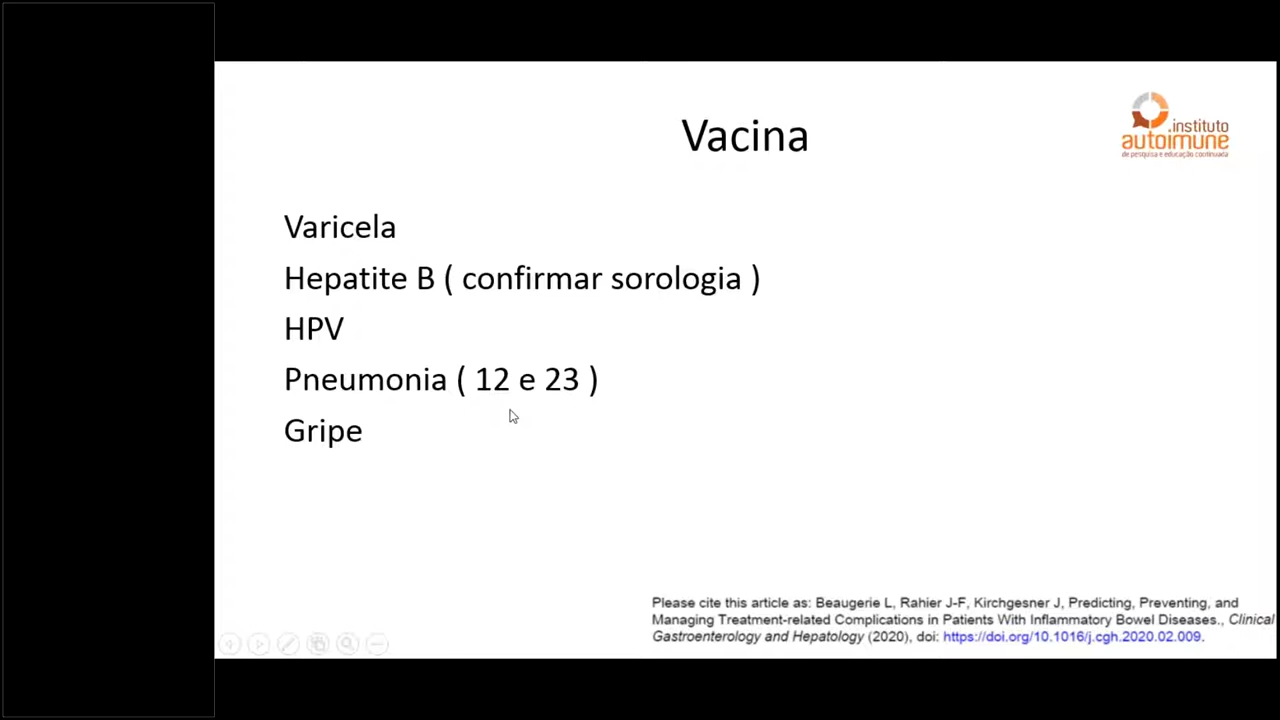 Vacina
.instituto
autoimune
de pesquisa e educação continuada
Varicela
Hepatite B ( confirmar sorologia )
HPV
Pneumonia ( 12 e 23 )
Gripe
Please cite this article as: Beaugerie L, Rahier J-F, Kirchgesner J, Predicting, Preventing, and
Managing Treatment-related Complications in Patients With Inflammatory Bowel Diseases., Clinical
Gastroenterology and Hepatology (2020), doi: https://doi.org/10.1016/j.cgh.2020.02.009.